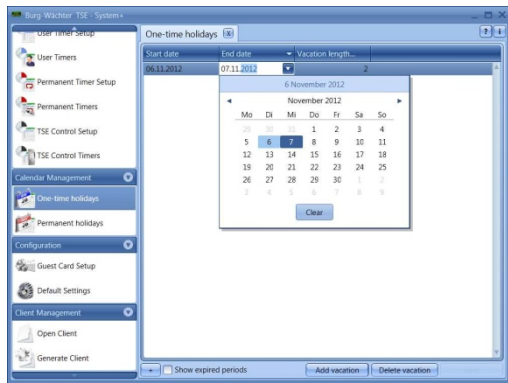 Burg-Wächter TSE - System+
User Timer Setup
User Timers
Permanent Timer Setup
Permanent Timers
TSE Control Setup
TSE Control Timers
Calendar Management
One-time holidays
Permanent holidays
Configuration
Guest Card Setup
Default Settings
Client Management
Open Client
Generate Client
One-time holidays
? i
Start date End date Vacation length...
06.11.2012 07.11.2012 2
6 November 2012
November 2012
Mo Di Mi Do Fr Sa So
29 30 31 1 2 3 4
5 6 7 8 9 10 11
12 13 14 15 16 17 18
19 20 21 22 23 24 25
26 27 28 29 30 1 2
3 4 5 6 7 8 9
Clear
- Show expired periods Add vacation Delete vacation